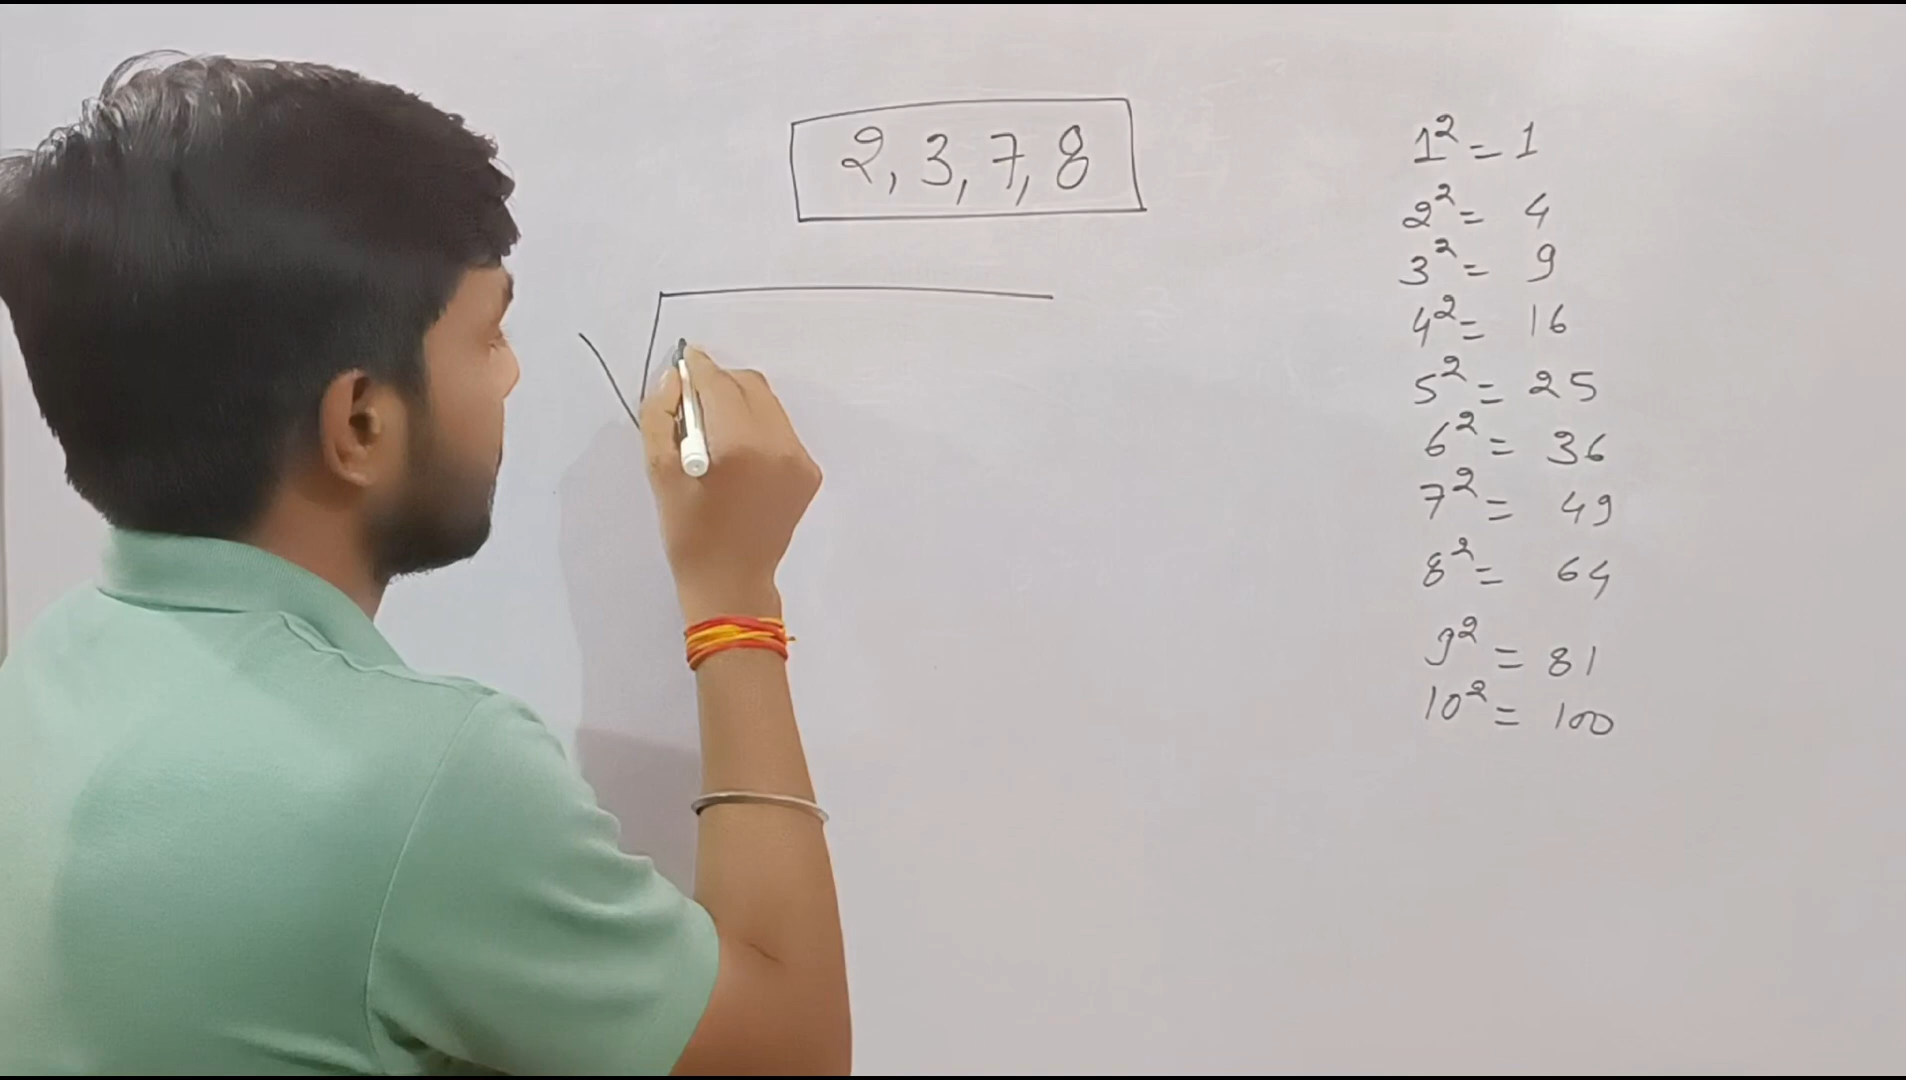 2, 3, 7, 8
√
1² = 1
2² = 4
3² = 9
4² = 16
5² = 25
6² = 36
7² = 49
8² = 64
9² = 81
10² = 100